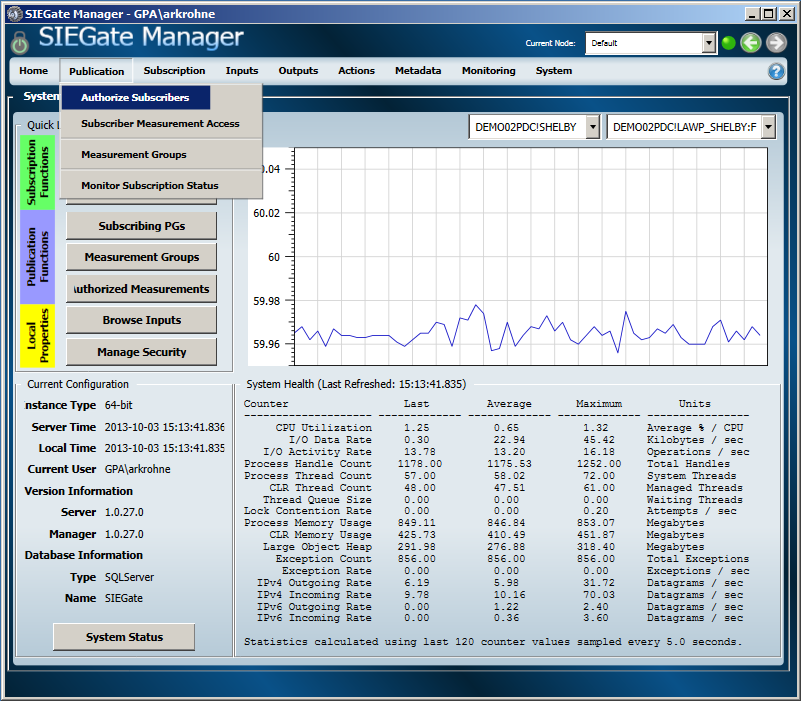 SIEGate Manager - GPA\arkrohne
SIEGate Manager
Current Node: Default
Home Publication Subscription Inputs Outputs Actions Metadata Monitoring System
System
Authorize Subscribers
Subscriber Measurement Access
Measurement Groups
Monitor Subscription Status
Quick L
DEMO02PDC!SHELBY DEMO02PDC!LAWP_SHELBY:F
Subscription Functions
Publication Functions
Local Properties
Subscribing PGs
Measurement Groups
uthorized Measurements
Browse Inputs
Manage Security
0.04
60.02
60
59.98
59.96
Current Configuration
nstance Type 64-bit
Server Time 2013-10-03 15:13:41.836
Local Time 2013-10-03 15:13:41.835
Current User GPA\arkrohne
Version Information
Server 1.0.27.0
Manager 1.0.27.0
Database Information
Type SQLServer
Name SIEGate
System Status
System Health (Last Refreshed: 15:13:41.835)
Counter Last Average Maximum Units
CPU Utilization 1.25 0.65 1.32 Average % / CPU
I/O Data Rate 0.30 22.94 45.42 Kilobytes / sec
I/O Activity Rate 13.78 13.20 16.18 Operations / sec
Process Handle Count 1178.00 1175.53 1252.00 Total Handles
Process Thread Count 57.00 58.02 72.00 System Threads
CLR Thread Count 48.00 47.51 61.00 Managed Threads
Thread Queue Size 0.00 0.00 0.00 Waiting Threads
Lock Contention Rate 0.00 0.00 0.20 Attempts / sec
Process Memory Usage 849.11 846.84 853.07 Megabytes
CLR Memory Usage 425.73 410.49 451.87 Megabytes
Large Object Heap 291.98 276.88 318.40 Megabytes
Exception Count 856.00 856.00 856.00 Total Exceptions
Exception Rate 0.00 0.00 0.00 Exceptions / sec
IPv4 Outgoing Rate 6.19 5.98 31.72 Datagrams / sec
IPv4 Incoming Rate 9.78 10.16 70.03 Datagrams / sec
IPv6 Outgoing Rate 0.00 1.22 2.40 Datagrams / sec
IPv6 Incoming Rate 0.00 0.36 3.60 Datagrams / sec
Statistics calculated using last 120 counter values sampled every 5.0 seconds.